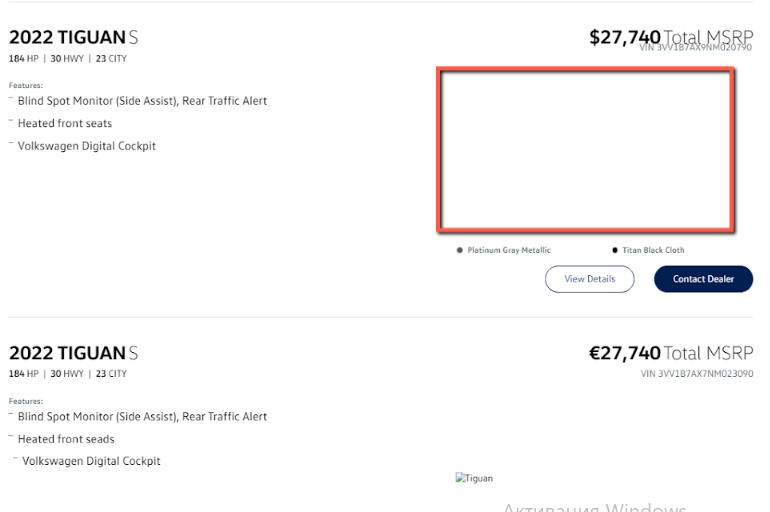 2022 TIGUAN S
$27,740 Total MSRP
VIN 3VV1B7AX9NM020790
184 HP | 30 HWY | 23 CITY
Features:
– Blind Spot Monitor (Side Assist), Rear Traffic Alert
– Heated front seats
– Volkswagen Digital Cockpit
Platinum Gray Metallic
Titan Black Cloth
View Details
Contact Dealer
2022 TIGUAN S
€27,740 Total MSRP
184 HP | 30 HWY | 23 CITY
VIN 3VV1B7AX7NM023090
Features:
– Blind Spot Monitor (Side Assist), Rear Traffic Alert
– Heated front seads
– Volkswagen Digital Cockpit
Tiguan
Активация Windows